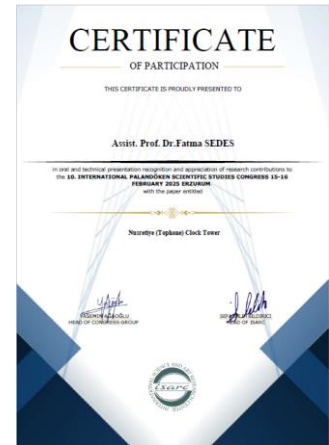 CERTIFICATE
OF PARTICIPATION
THIS CERTIFICATE IS PROUDLY PRESENTED TO
Assist. Prof. Dr.Fatma SEDES
in oral and technical presentation recognition and appreciation of research contributions to
the 10. INTERNATIONAL PALANDÖKEN SCIENTIFIC STUDIES CONGRESS 15-16
FEBRUARY 2025 ERZURUM
with the paper entitled
Nusretiye (Tophane) Clock Tower
HEAD OF CONGRESS GROUP
HEAD OF ISARC
isarc